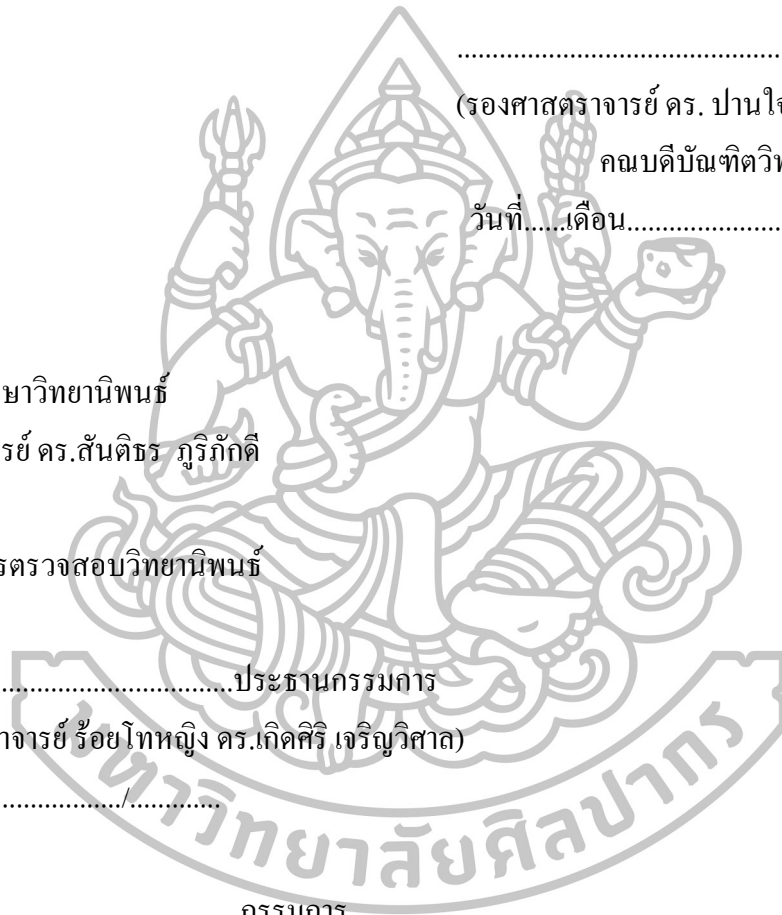 ............................................
(รองศาสตราจารย์ ดร. ปานใจ
คณบดีบัณฑิตวิท
วันที่......เดือน......................
ษาวิทยานิพนธ์
รย์ ดร.สันติธร ภูริภักดี
รตรวจสอบวิทยานิพนธ์
.................................ประธานกรรมการ
าจารย์ ร้อยโทหญิง ดร.เกิดศิริ เจริญวิศาล)
................./.............
มหาวิทยาลัยศิลปากร
กรรมการ